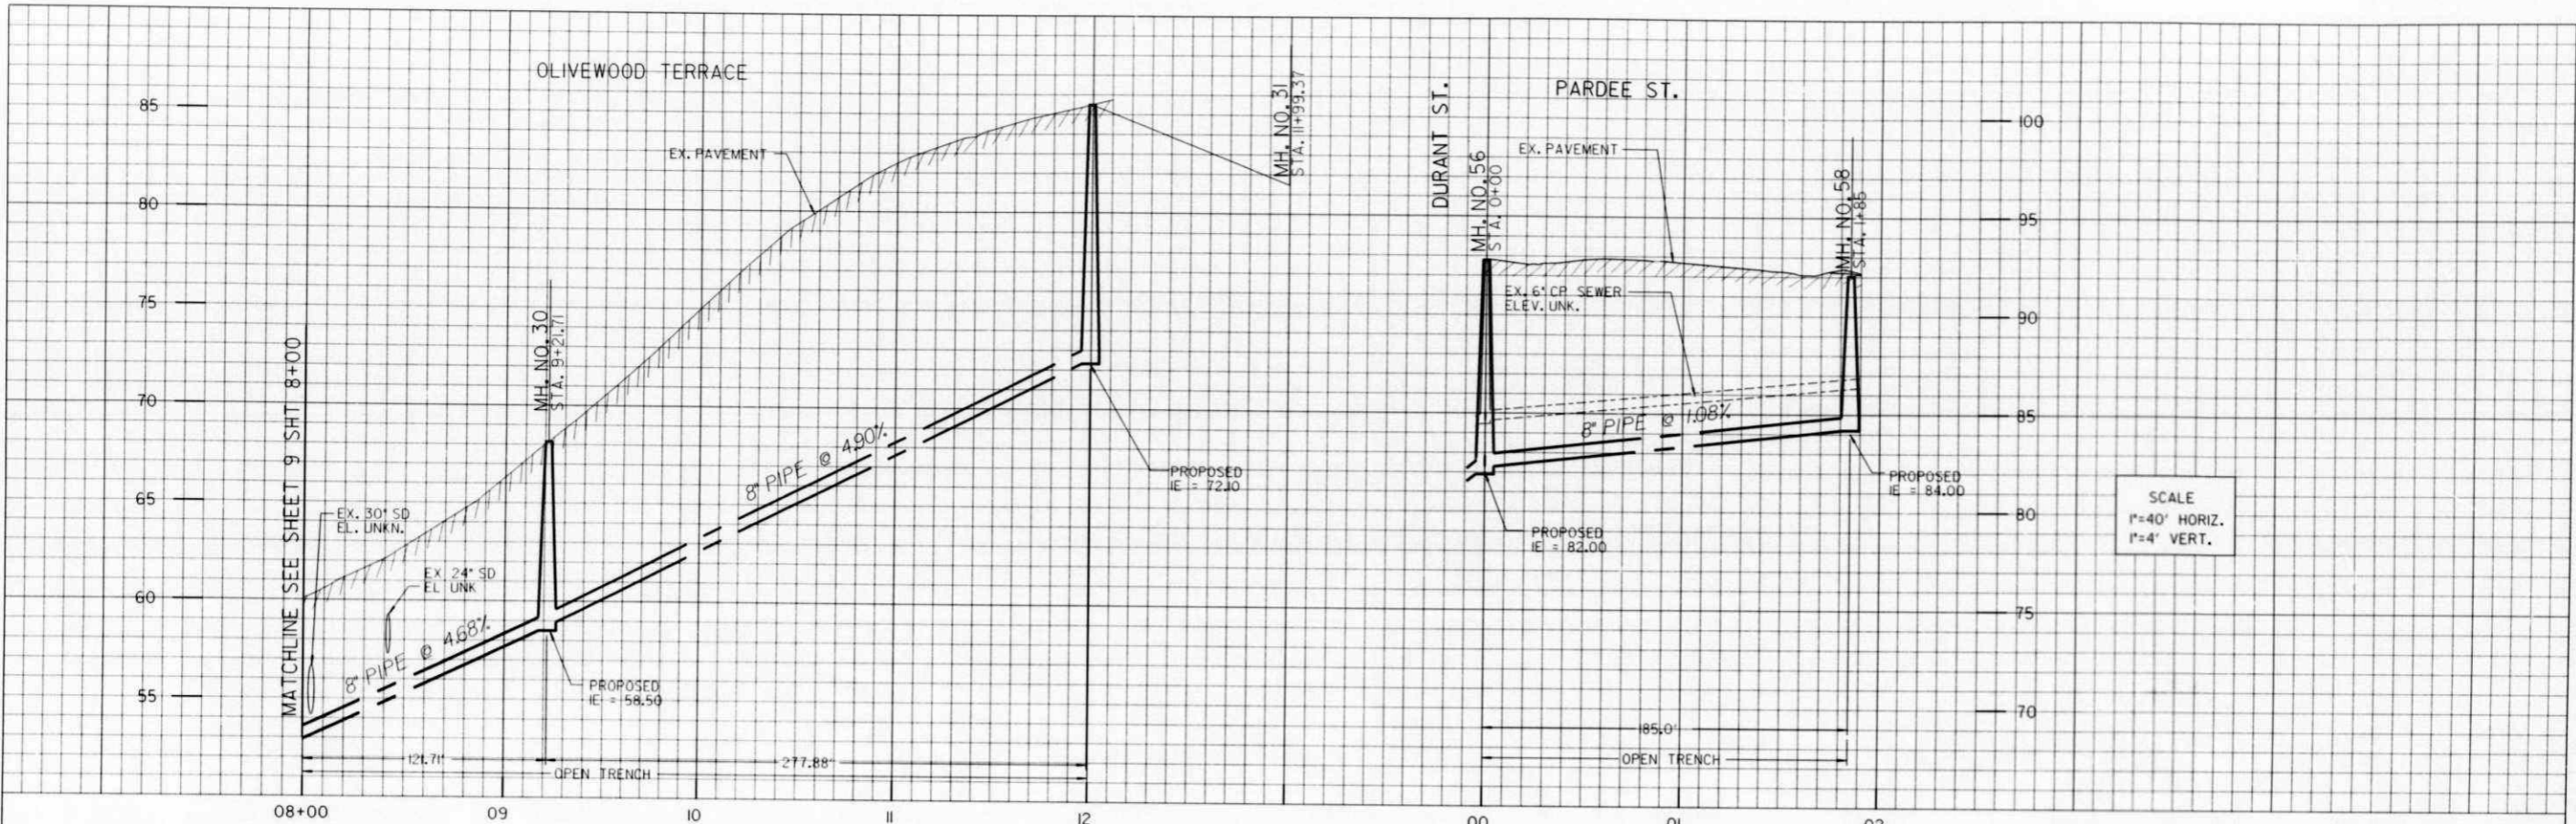 OLIVEWOOD TERRACE
85
80
75
70
65
60
55
EX. PAVEMENT
MH. NO. 31
STA. 11+99.37
MH. NO. 30
STA. 9+21.71
MATCHLINE SEE SHEET 9 SHT 8+00
EX. 30" SD
EL. UNKN.
EX 24" SD
EL UNK
8" PIPE @ 4.68%
8" PIPE @ 4.90%
PROPOSED
IE = 72.10
PROPOSED
IE = 58.50
121.71'
277.88'
OPEN TRENCH
08+00
09
10
11
12
DURANT ST.
PARDEE ST.
MH. NO. 56
STA. 0+00
EX. PAVEMENT
MH. NO. 58
STA. 1+85
EX. 6" CP. SEWER
ELEV. UNK.
8" PIPE @ 1.08%
PROPOSED
IE = 84.00
PROPOSED
IE = 82.00
185.0'
OPEN TRENCH
100
95
90
85
80
75
70
SCALE
1"=40' HORIZ.
1"=4' VERT.
00